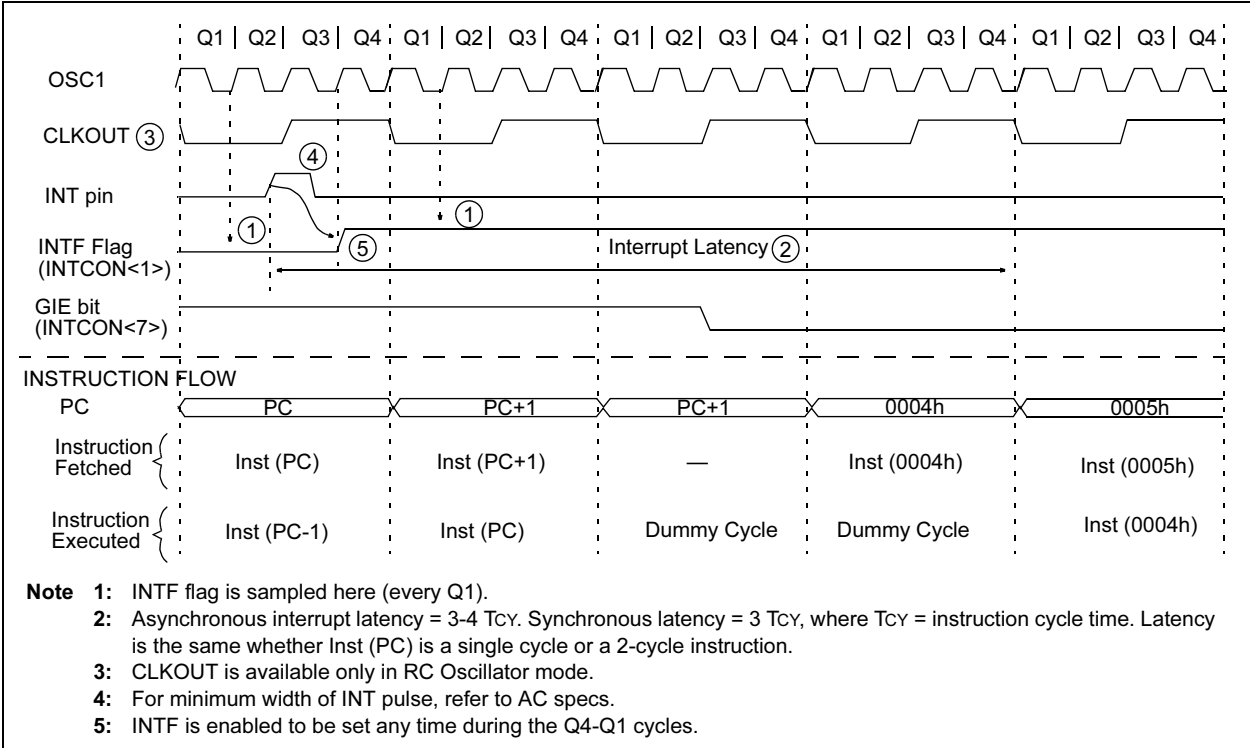 Q1 | Q2 | Q3 | Q4 Q1 | Q2 | Q3 | Q4 Q1 | Q2 | Q3 | Q4 Q1 | Q2 | Q3 | Q4 Q1 | Q2 | Q3 | Q4
OSC1
CLKOUT 3
4
INT pin
1
1
INTF Flag
(INTCON<1>)
5
Interrupt Latency 2
GIE bit
(INTCON<7>)
INSTRUCTION FLOW
PC PC PC+1 PC+1 0004h 0005h
Instruction
Fetched
Inst (PC) Inst (PC+1) — Inst (0004h) Inst (0005h)
Instruction
Executed
Inst (PC-1) Inst (PC) Dummy Cycle Dummy Cycle Inst (0004h)
Note 1: INTF flag is sampled here (every Q1).
2: Asynchronous interrupt latency = 3-4 TCY. Synchronous latency = 3 TCY, where TCY = instruction cycle time. Latency
is the same whether Inst (PC) is a single cycle or a 2-cycle instruction.
3: CLKOUT is available only in RC Oscillator mode.
4: For minimum width of INT pulse, refer to AC specs.
5: INTF is enabled to be set any time during the Q4-Q1 cycles.